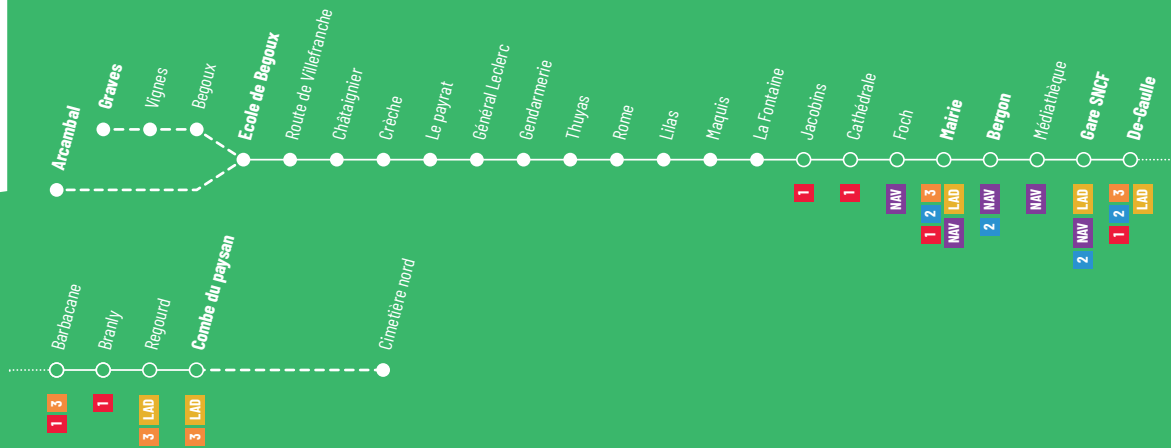 Arcambal
Graves
Vignes
Begoux
Ecole de Begoux
Route de Villefranche
Châtaignier
Crèche
Le payrat
Général Leclerc
Gendarmerie
Thuyas
Rome
Lilas
Maquis
La Fontaine
Jacobins
1
Cathédrale
1
Foch
NAV
Mairie
1 2 3
NAV LAD
Bergon
2 NAV
Médiathèque
NAV
Gare SNCF
2 NAV LAD
De-Gaulle
1 2 3
LAD
Barbacane
1 3
Branly
1
Regourd
3 LAD
Combe du paysan
3 LAD
Cimetière nord